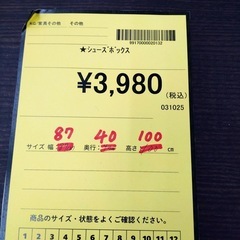 家具その他 その他
★シューズボックス
¥3,980
(税込)
031025
サイズ 幅 87 奥行: 40 高さ 100 cm
商品のサイズ・状態をよくご確認ください。
1 2 3 4 5 6 7 8 9 10 11 12